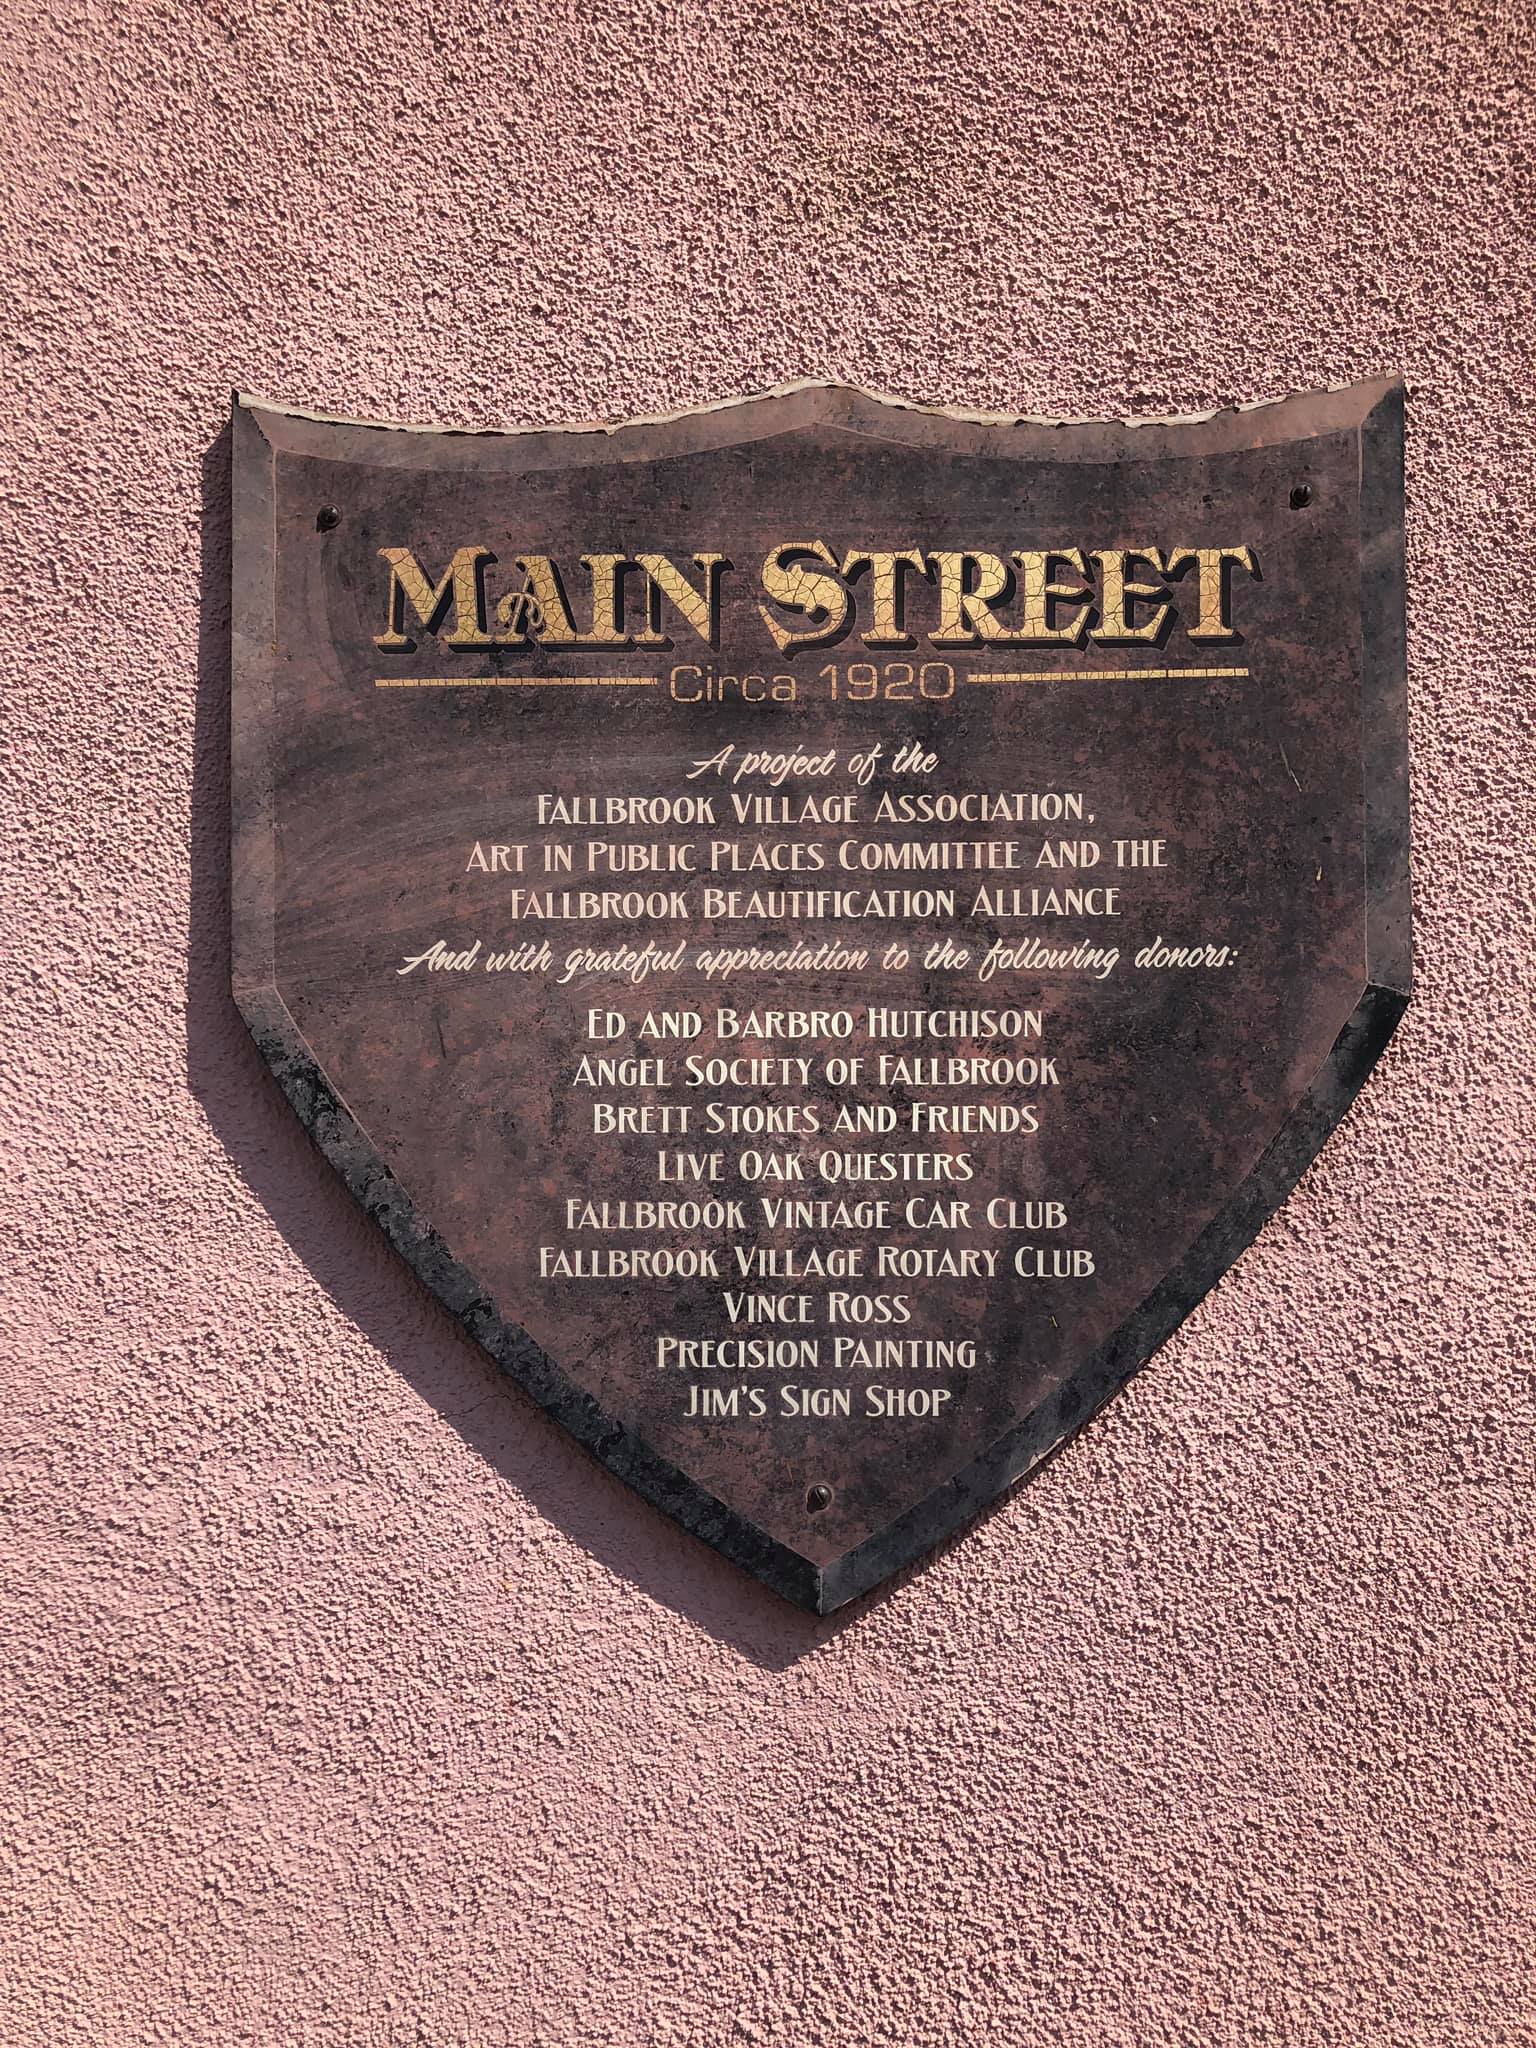 MAIN STREET
Circa 1920
A project of the
FALLBROOK VILLAGE ASSOCIATION,
ART IN PUBLIC PLACES COMMITTEE AND THE
FALLBROOK BEAUTIFICATION ALLIANCE
And with grateful appreciation to the following donors:
ED AND BARBRO HUTCHISON
ANGEL SOCIETY OF FALLBROOK
BRETT STOKES AND FRIENDS
LIVE OAK QUESTERS
FALLBROOK VINTAGE CAR CLUB
FALLBROOK VILLAGE ROTARY CLUB
VINCE ROSS
PRECISION PAINTING
JIM'S SIGN SHOP